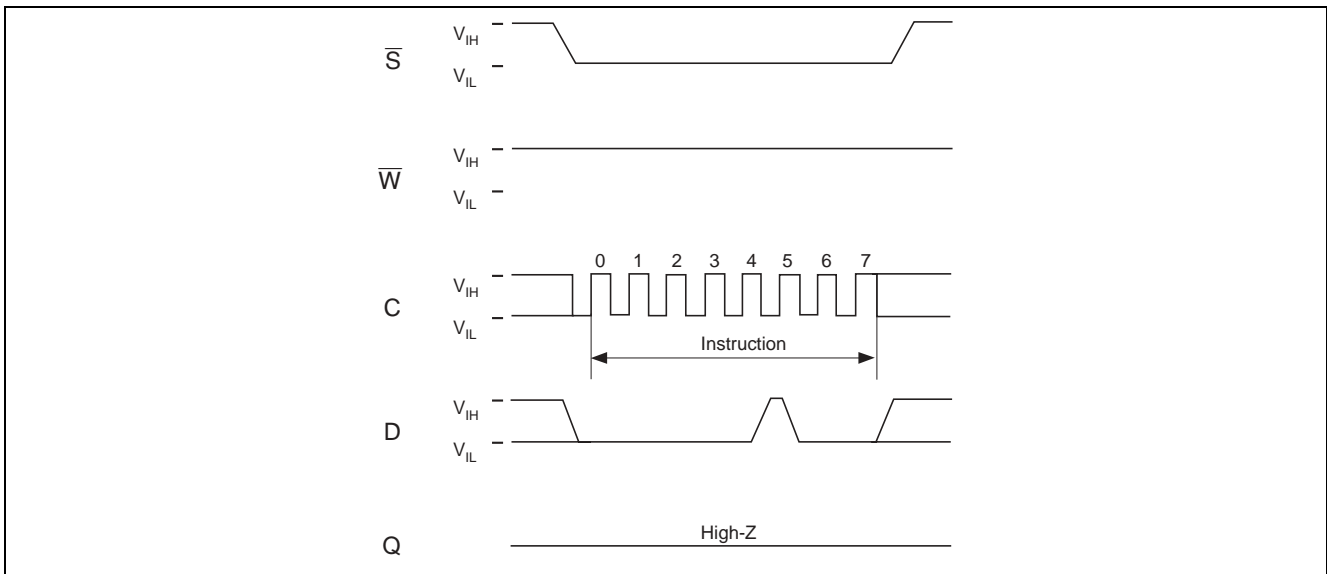 S̅
V_IH
V_IL
W̅
V_IH
V_IL
C
V_IH
V_IL
0 1 2 3 4 5 6 7
Instruction
D
V_IH
V_IL
Q
High-Z